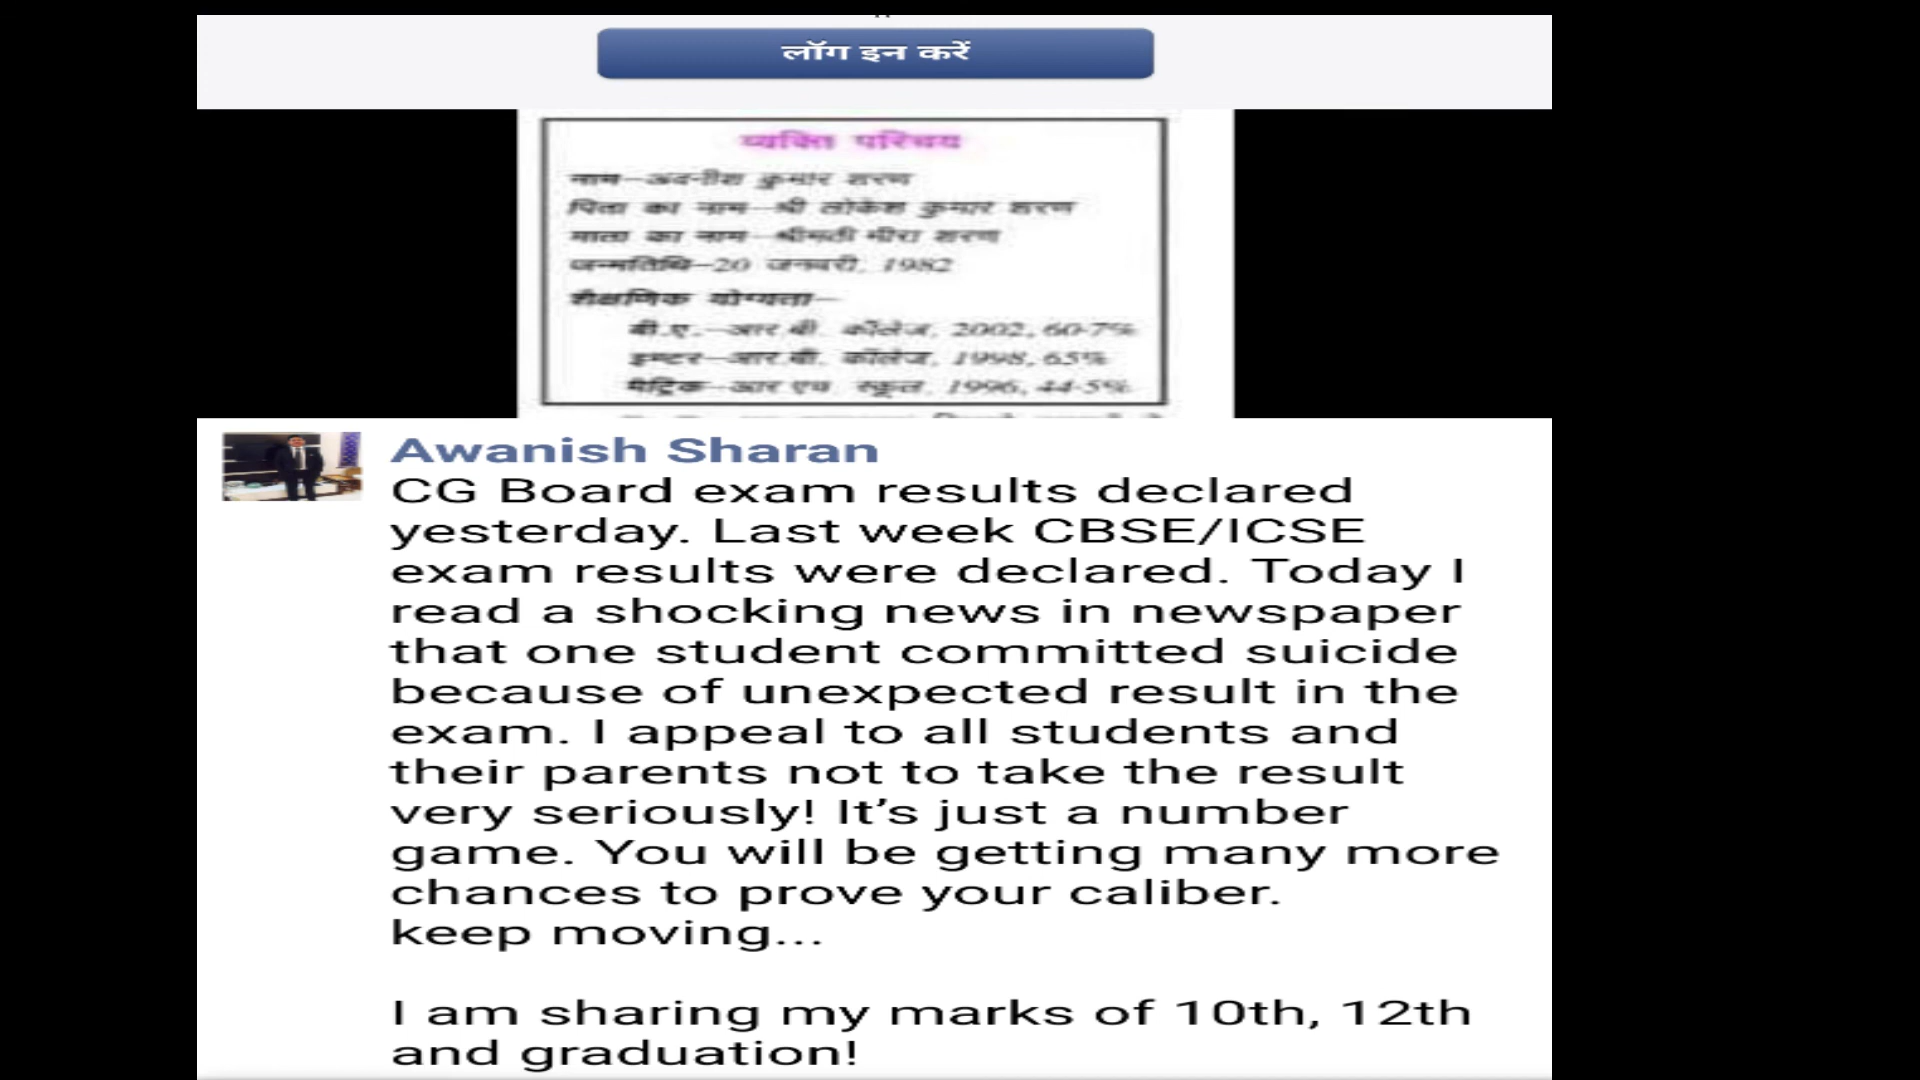 लॉग इन करें
व्यक्ति परिचय
नाम–अवनीश कुमार शरण
पिता का नाम–श्री लोकेश कुमार शरण
माता का नाम–श्रीमती मीरा शरण
जन्मतिथि–20 जनवरी, 1982
शैक्षणिक योग्यता–
बी.ए.–आर.बी. कॉलेज, 2002, 60·7%
इण्टर–आर.बी. कॉलेज, 1998, 65%
मैट्रिक–आर एच स्कूल, 1996, 44·5%
Awanish Sharan
CG Board exam results declared
yesterday. Last week CBSE/ICSE
exam results were declared. Today I
read a shocking news in newspaper
that one student committed suicide
because of unexpected result in the
exam. I appeal to all students and
their parents not to take the result
very seriously! It’s just a number
game. You will be getting many more
chances to prove your caliber.
keep moving...
I am sharing my marks of 10th, 12th
and graduation!